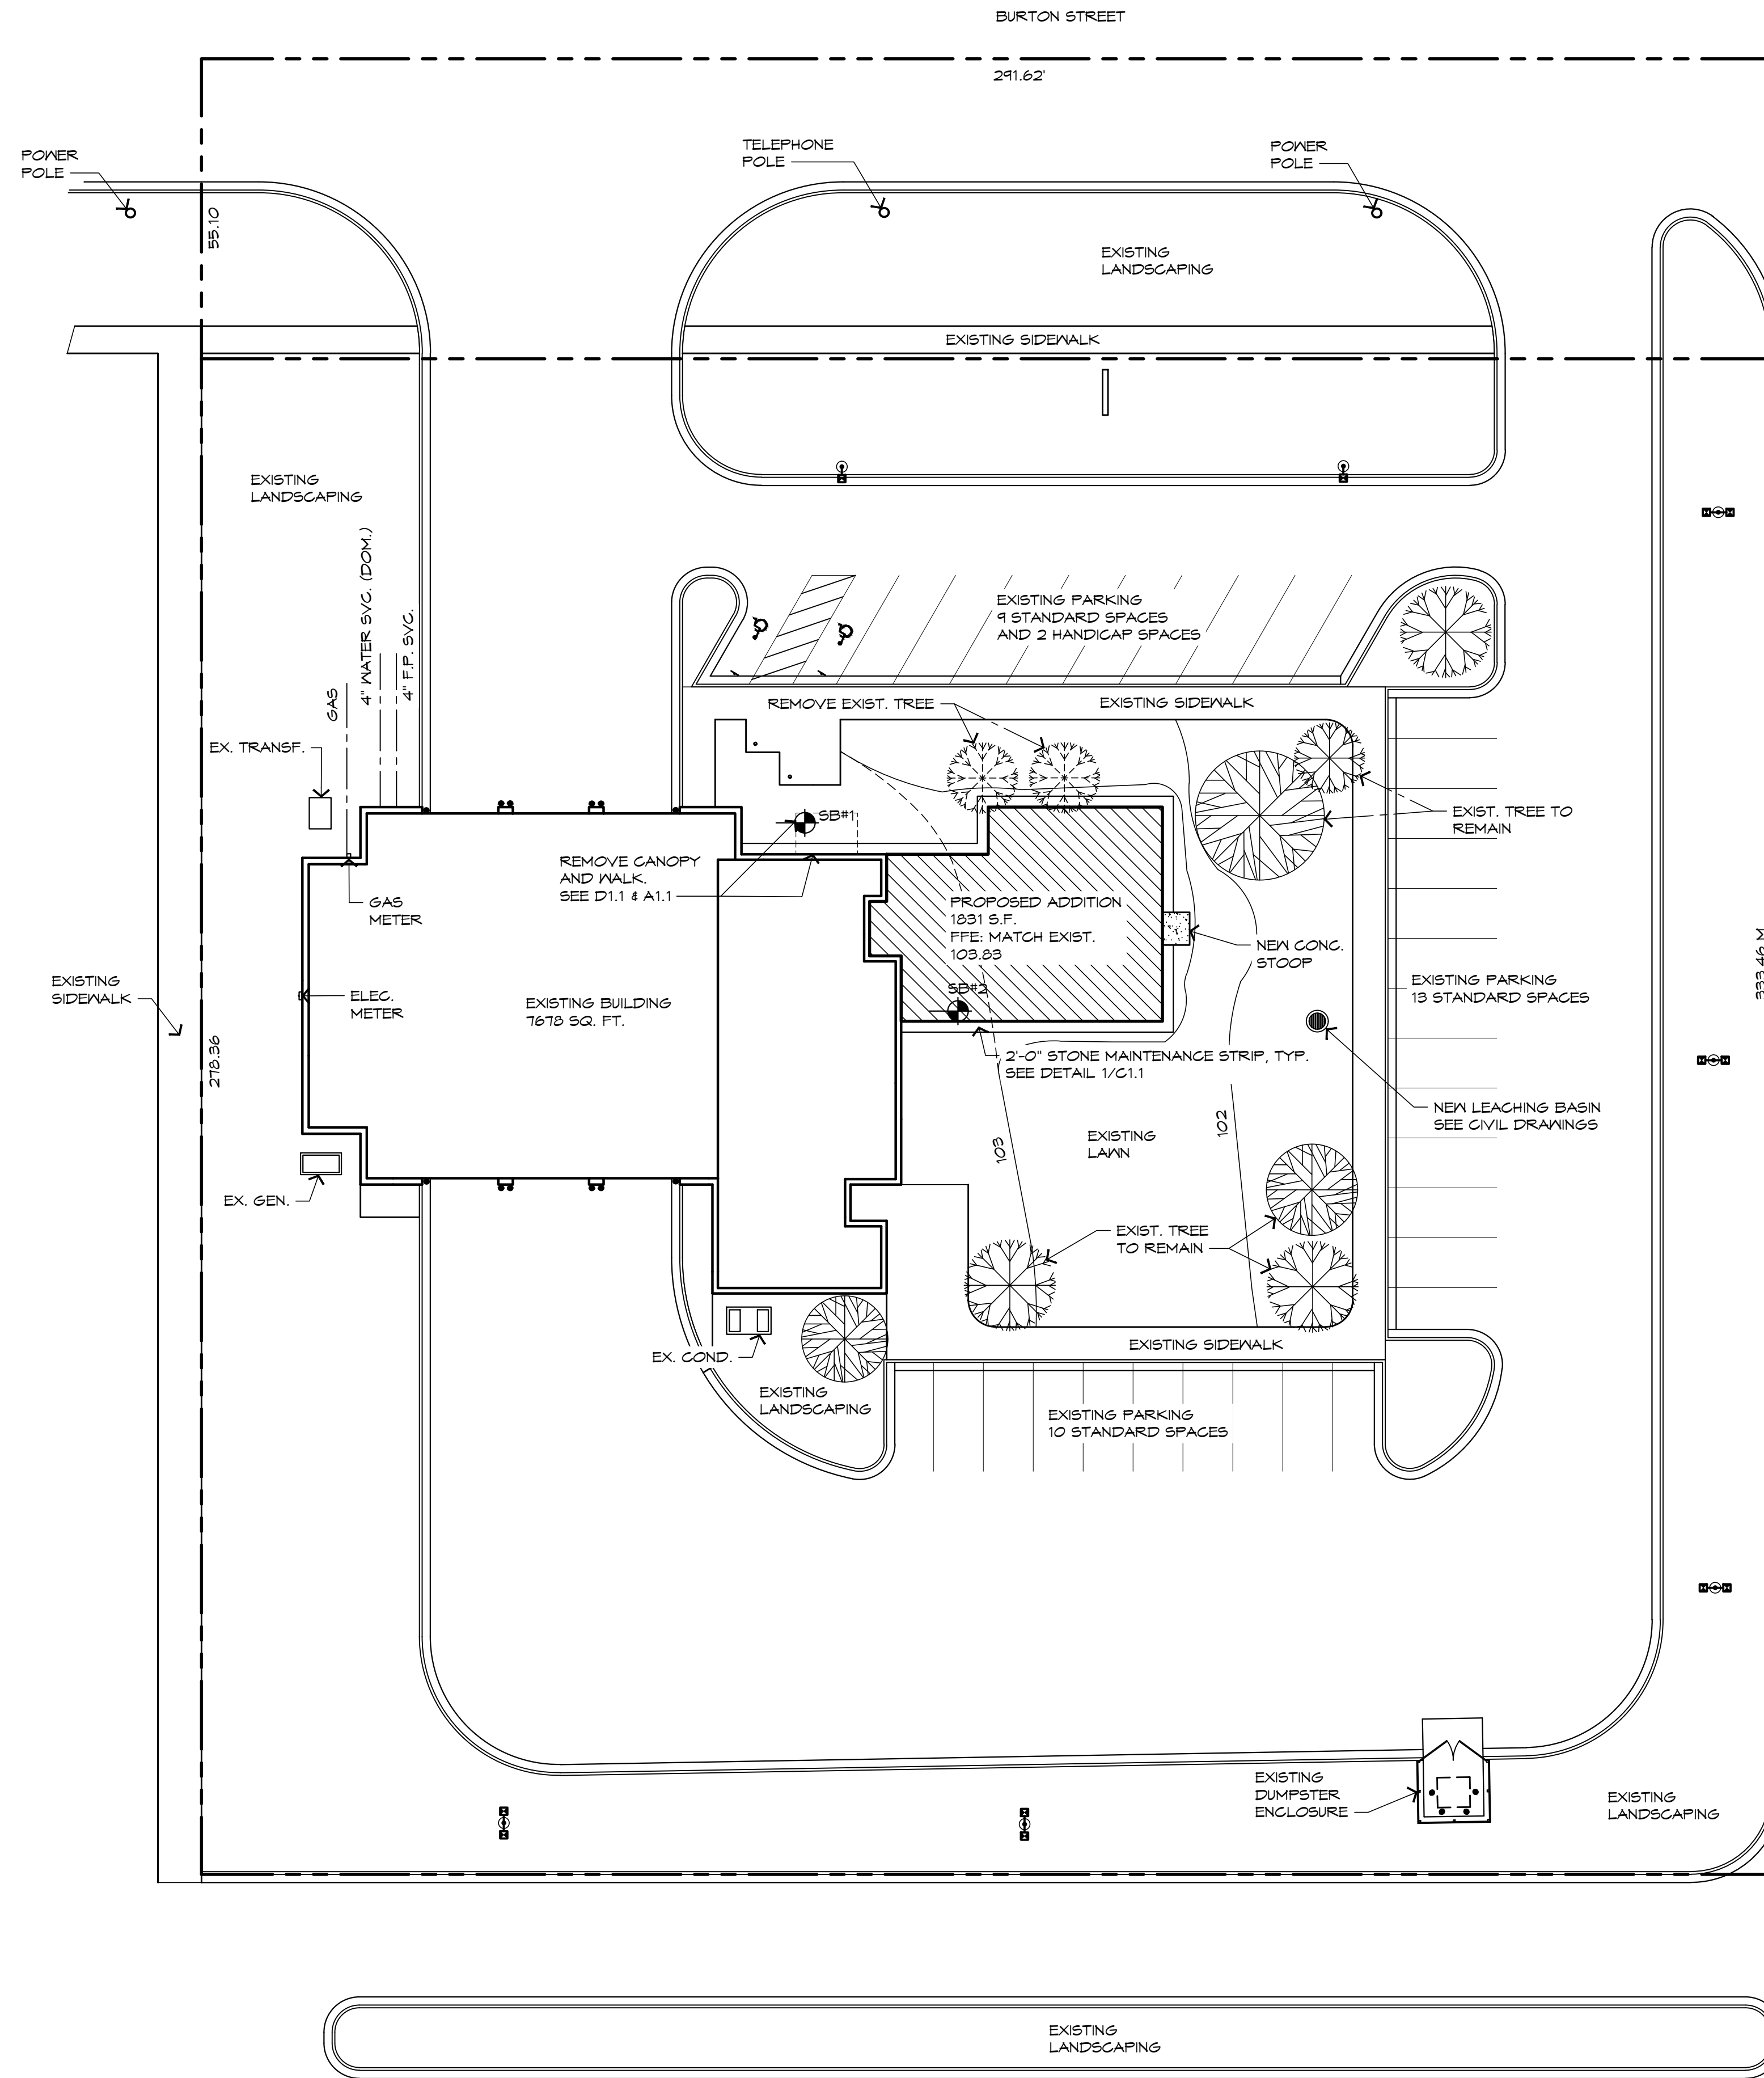 BURTON STREET
291.62'
POWER
POLE
TELEPHONE
POLE
POWER
POLE
55.10
EXISTING
LANDSCAPING
EXISTING SIDEWALK
EXISTING
LANDSCAPING
4" WATER SVC. (DOM.)
4" F.P. SVC.
GAS
EXISTING PARKING
9 STANDARD SPACES
AND 2 HANDICAP SPACES
REMOVE EXIST. TREE
EXISTING SIDEWALK
EX. TRANSF.
SB#1
EXIST. TREE TO
REMAIN
REMOVE CANOPY
AND WALK.
SEE D1.1 & A1.1
GAS
METER
PROPOSED ADDITION
1831 S.F.
FFE: MATCH EXIST.
103.83
NEW CONC.
STOOP
EXISTING
SIDEWALK
ELEC.
METER
EXISTING BUILDING
7678 SQ. FT.
SB#2
EXISTING PARKING
13 STANDARD SPACES
333.46 M
278.36
2'-0" STONE MAINTENANCE STRIP, TYP.
SEE DETAIL 1/C1.1
NEW LEACHING BASIN
SEE CIVIL DRAWINGS
103
EXISTING
LAWN
102
EX. GEN.
EXIST. TREE
TO REMAIN
EXISTING SIDEWALK
EX. COND.
EXISTING
LANDSCAPING
EXISTING PARKING
10 STANDARD SPACES
EXISTING
DUMPSTER
ENCLOSURE
EXISTING
LANDSCAPING
EXISTING
LANDSCAPING